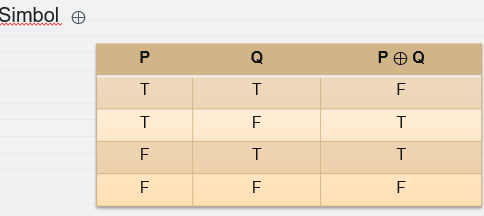 Simbol ⊕
P Q P ⊕ Q
T T F
T F T
F T T
F F F